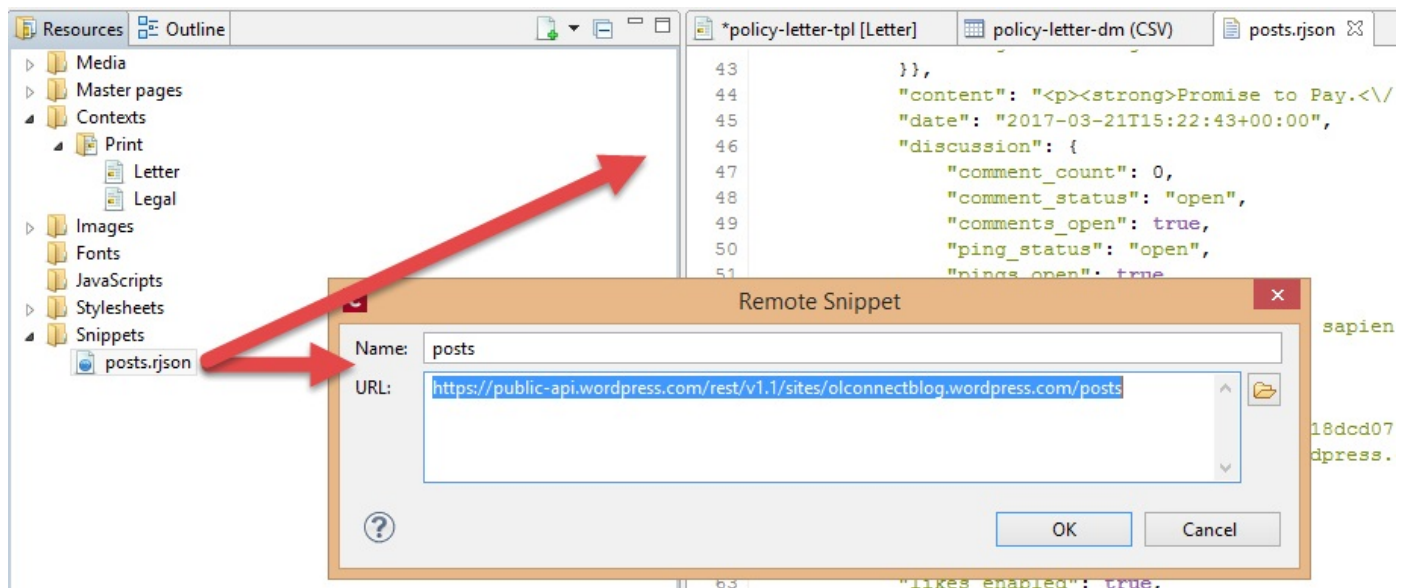 Resources Outline
*policy-letter-tpl [Letter] policy-letter-dm (CSV) posts.rjson
Media
Master pages
Contexts
Print
Letter
Legal
Images
Fonts
JavaScripts
Stylesheets
Snippets
posts.rjson
43 }},
44 "content": "<p><strong>Promise to Pay.<\/
45 "date": "2017-03-21T15:22:43+00:00",
46 "discussion": {
47 "comment_count": 0,
48 "comment_status": "open",
49 "comments_open": true,
50 "ping_status": "open",
51 "pings_open": true
sapien
18dcd07
dpress.
63 "likes_enabled": true,
Remote Snippet
Name: posts
URL: https://public-api.wordpress.com/rest/v1.1/sites/olconnectblog.wordpress.com/posts
OK Cancel